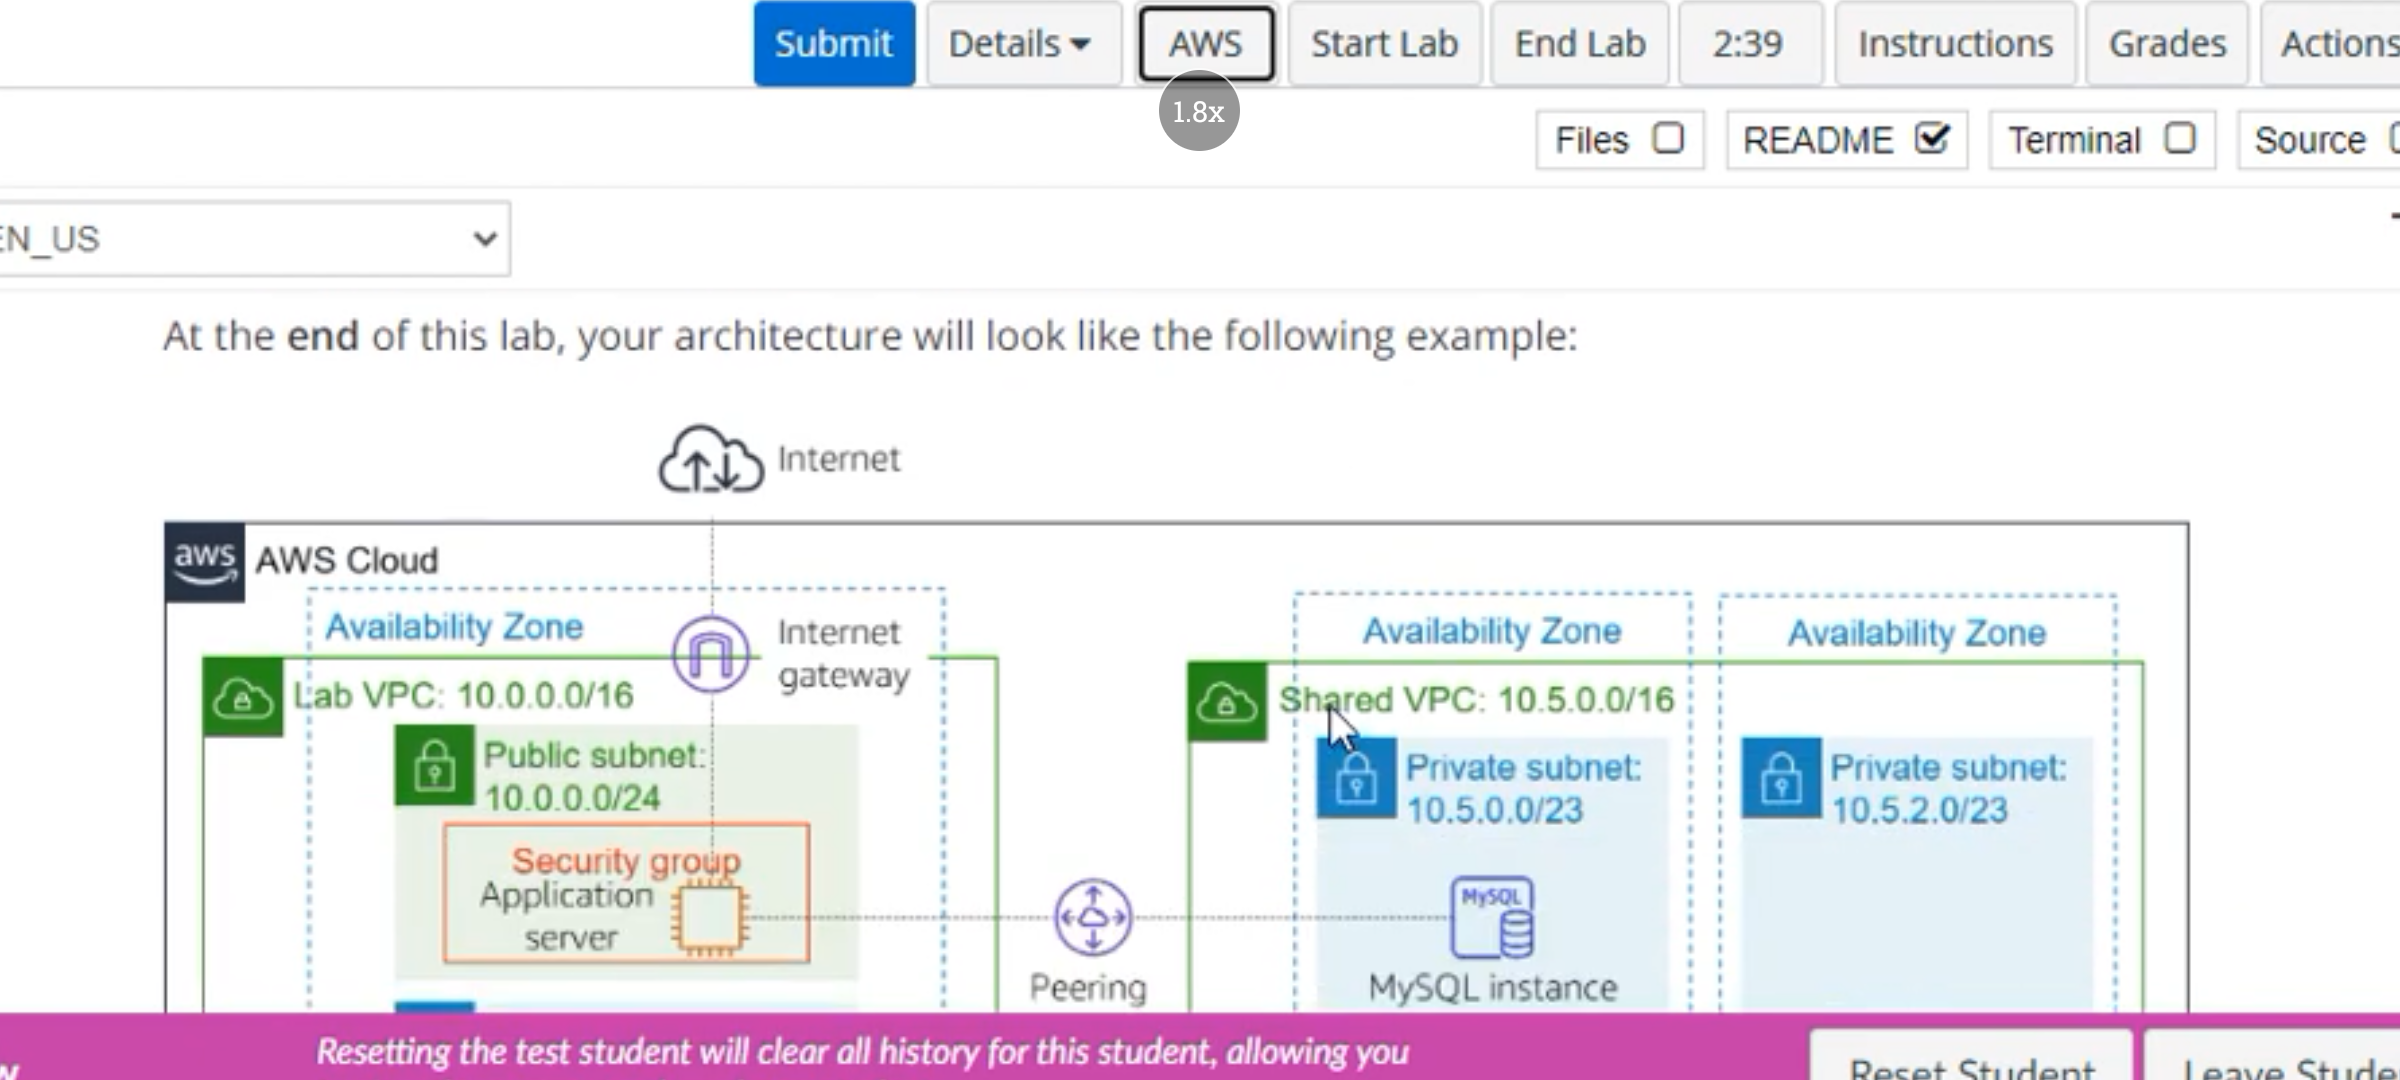 Submit Details AWS Start Lab End Lab 2:39 Instructions Grades Actions
1.8x
Files README Terminal Source
EN_US
At the end of this lab, your architecture will look like the following example:
Internet
aws AWS Cloud
Availability Zone
Internet
gateway
Lab VPC: 10.0.0.0/16
Public subnet:
10.0.0.0/24
Security group
Application
server
Peering
Availability Zone
Availability Zone
Shared VPC: 10.5.0.0/16
Private subnet:
10.5.0.0/23
Private subnet:
10.5.2.0/23
MySQL
MySQL instance
Resetting the test student will clear all history for this student, allowing you
Reset Student Leave Stude